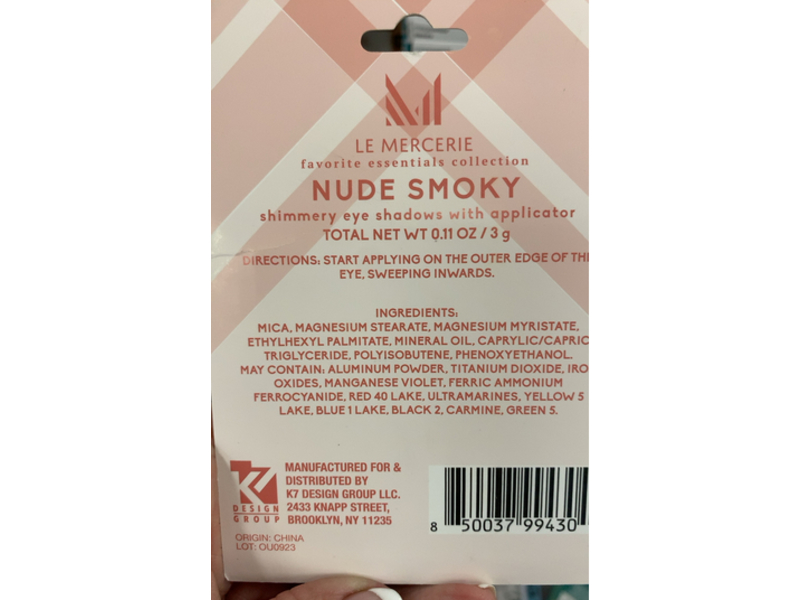 LE MERCERIE
favorite essentials collection
NUDE SMOKY
shimmery eye shadows with applicator
TOTAL NET WT 0.11 OZ / 3 g
DIRECTIONS: START APPLYING ON THE OUTER EDGE OF TH
EYE, SWEEPING INWARDS.
INGREDIENTS:
MICA, MAGNESIUM STEARATE, MAGNESIUM MYRISTATE,
ETHYLHEXYL PALMITATE, MINERAL OIL, CAPRYLIC/CAPRIC
TRIGLYCERIDE, POLYISOBUTENE, PHENOXYETHANOL.
MAY CONTAIN: ALUMINUM POWDER, TITANIUM DIOXIDE, IRO
OXIDES, MANGANESE VIOLET, FERRIC AMMONIUM
FERROCYANIDE, RED 40 LAKE, ULTRAMARINES, YELLOW 5
LAKE, BLUE 1 LAKE, BLACK 2, CARMINE, GREEN 5.
K7
DESIGN
GROUP
MANUFACTURED FOR &
DISTRIBUTED BY
K7 DESIGN GROUP LLC.
2433 KNAPP STREET,
BROOKLYN, NY 11235
ORIGIN: CHINA
LOT: OU0923
8 50037 99430